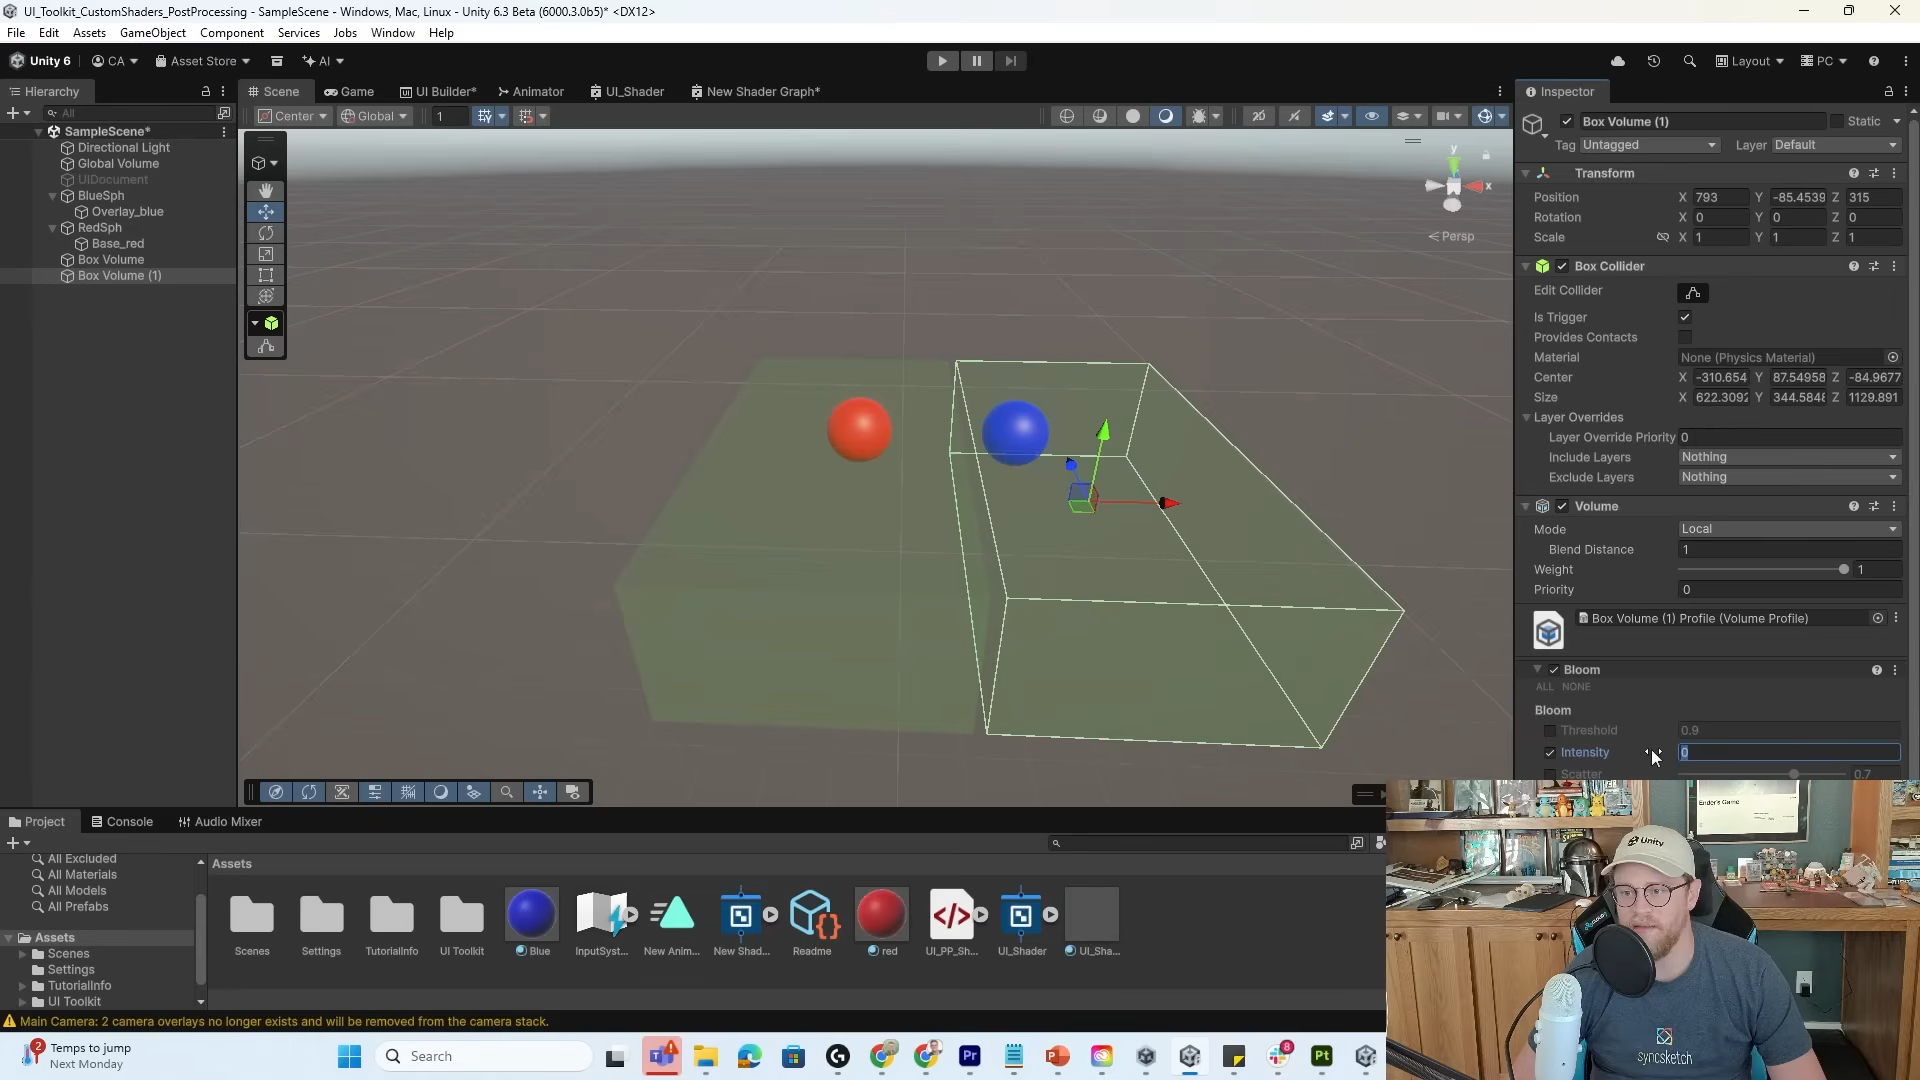 UI_Toolkit_CustomShaders_PostProcessing - SampleScene - Windows, Mac, Linux - Unity 6.3 Beta (6000.3.0b5)* <DX12>
File Edit Assets GameObject Component Services Jobs Window Help
Unity 6 CA Asset Store AI Layout PC
Hierarchy
Scene Game UI Builder* Animator UI_Shader New Shader Graph*
Inspector
All
Center Global 1 2D
SampleScene*
Directional Light
Global Volume
UIDocument
BlueSph
Overlay_blue
RedSph
Base_red
Box Volume
Box Volume (1)
y
x
Persp
Box Volume (1) Static
Tag Untagged Layer Default
Transform
Position X 793 Y -85.4539 Z 315
Rotation X 0 Y 0 Z 0
Scale X 1 Y 1 Z 1
Box Collider
Edit Collider
Is Trigger
Provides Contacts
Material None (Physics Material)
Center X -310.654 Y 87.54958 Z -84.9677
Size X 622.3092 Y 344.5848 Z 1129.891
Layer Overrides
Layer Override Priority 0
Include Layers Nothing
Exclude Layers Nothing
Volume
Mode Local
Blend Distance 1
Weight 1
Priority 0
Box Volume (1) Profile (Volume Profile)
Bloom
ALL NONE
Bloom
Threshold 0.9
Intensity 0
Scatter 0.7
Project Console Audio Mixer
All Excluded
All Materials
All Models
All Prefabs
Assets
Scenes
Settings
TutorialInfo
UI Toolkit
Assets
Scenes Settings TutorialInfo UI Toolkit Blue InputSyst... New Anim... New Shad... Readme red UI_PP_Sh... UI_Shader UI_Sha...
Main Camera: 2 camera overlays no longer exists and will be removed from the camera stack.
2 Temps to jump
Next Monday
Search
Pr
8
Pt
Ender's Game
Unity
syncsketch